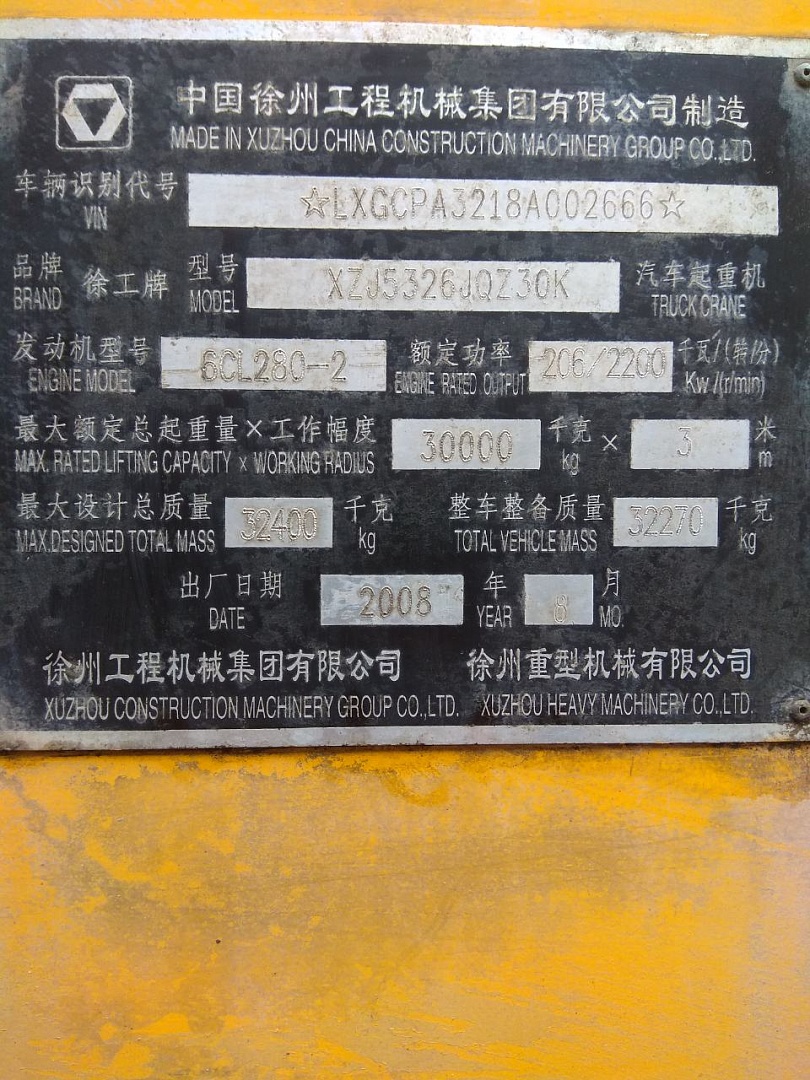 中国徐州工程机械集团有限公司制造
MADE IN XUZHOU CHINA CONSTRUCTION MACHINERY GROUP CO.,LTD.
车辆识别代号 ☆LXGCPA3218A002666☆
VIN
品牌 徐工牌 型号 XZJ5326JQZ30K 汽车起重机
BRAND MODEL TRUCK CRANE
发动机型号 6CL280-2 额定功率 206/2200 千瓦/(转/分)
ENGINE MODEL ENGINE RATED OUTPUT Kw/(r/min)
最大额定总起重量×工作幅度 30000 千克 × 3 米
MAX. RATED LIFTING CAPACITY × WORKING RADIUS kg m
最大设计总质量 32400 千克 整车整备质量 32270 千克
MAX.DESIGNED TOTAL MASS kg TOTAL VEHICLE MASS kg
出厂日期 2008 年 8 月
DATE YEAR MO.
徐州工程机械集团有限公司 徐州重型机械有限公司
XUZHOU CONSTRUCTION MACHINERY GROUP CO.,LTD. XUZHOU HEAVY MACHINERY CO.,LTD.